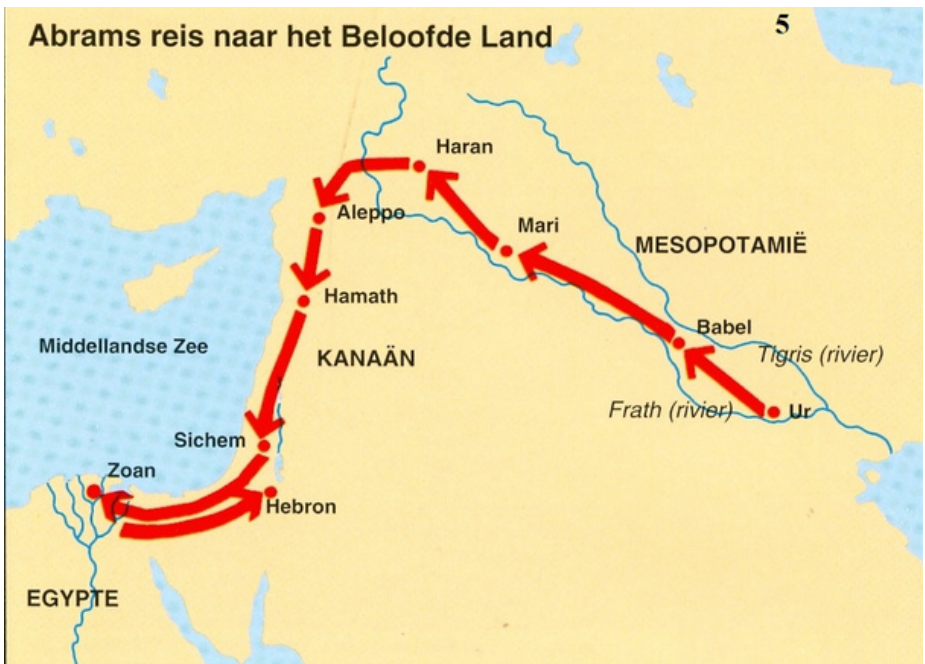 Abrams reis naar het Beloofde Land
5
Haran
Aleppo
Mari
MESOPOTAMIË
Hamath
Babel
Middellandse Zee
KANAÄN
Tigris (rivier)
Frath (rivier)
Ur
Sichem
Zoan
Hebron
EGYPTE